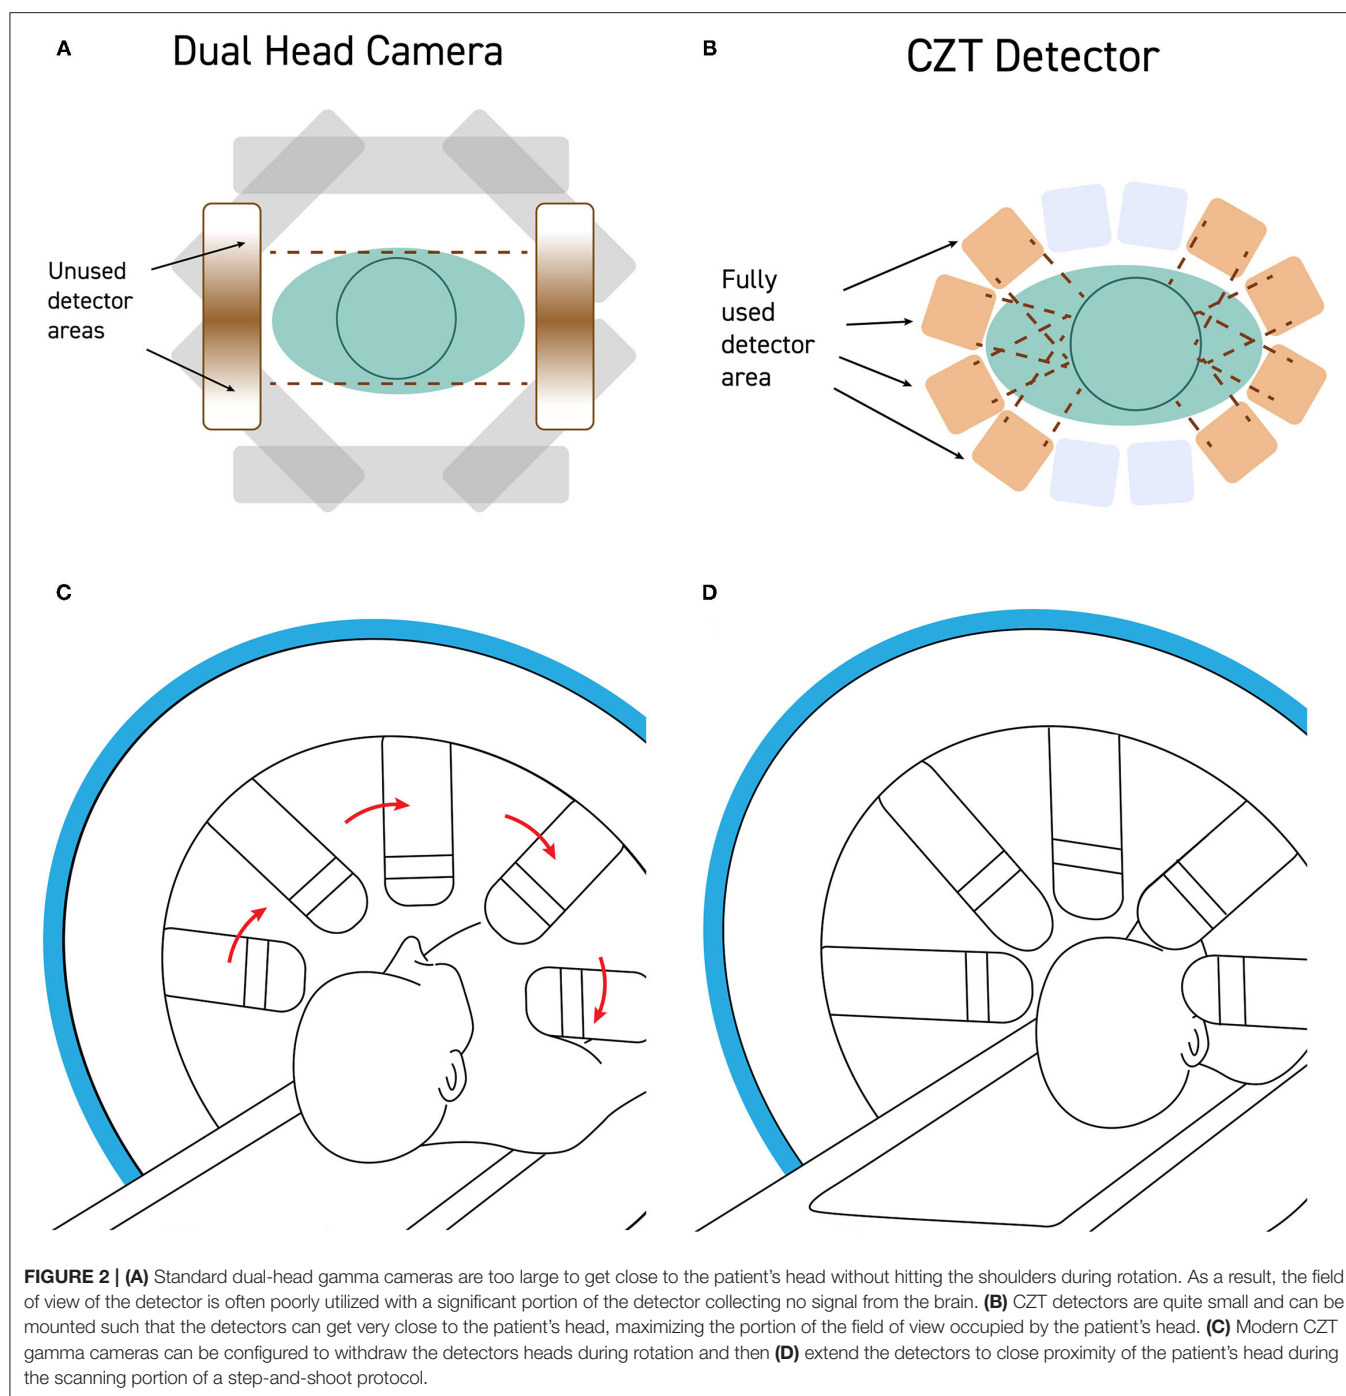 A
Dual Head Camera
B
CZT Detector
Unused
detector
areas
Fully
used
detector
area
C
D
FIGURE 2 | (A) Standard dual-head gamma cameras are too large to get close to the patient's head without hitting the shoulders during rotation. As a result, the field
of view of the detector is often poorly utilized with a significant portion of the detector collecting no signal from the brain. (B) CZT detectors are quite small and can be
mounted such that the detectors can get very close to the patient's head, maximizing the portion of the field of view occupied by the patient's head. (C) Modern CZT
gamma cameras can be configured to withdraw the detectors heads during rotation and then (D) extend the detectors to close proximity of the patient's head during
the scanning portion of a step-and-shoot protocol.